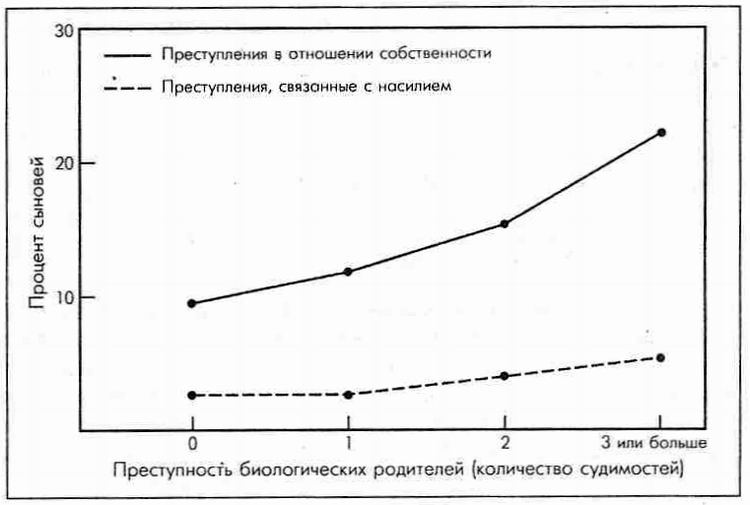 30
Преступления в отношении собственности
Преступления, связанные с насилием
20
10
Процент сыновей
0 1 2 3 или больше
Преступность биологических родителей (количество судимостей)